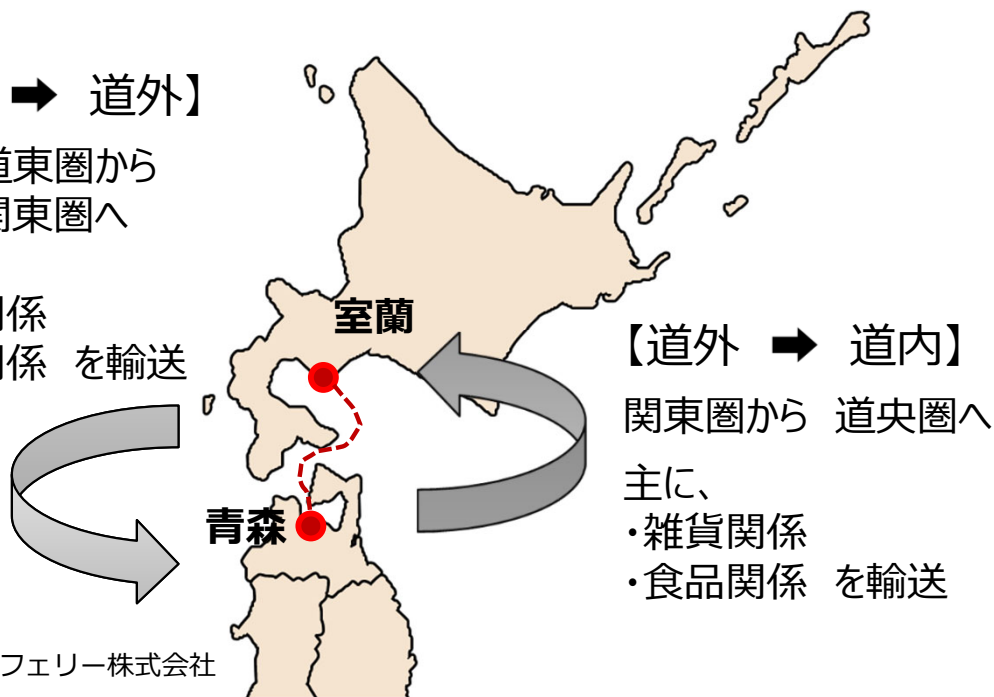 ➡ 道外】
道東圏から
関東圏へ
関係
関係 を輸送
室蘭
青森
【道外 ➡ 道内】
関東圏から 道央圏へ
主に、
・雑貨関係
・食品関係 を輸送
フェリー株式会社